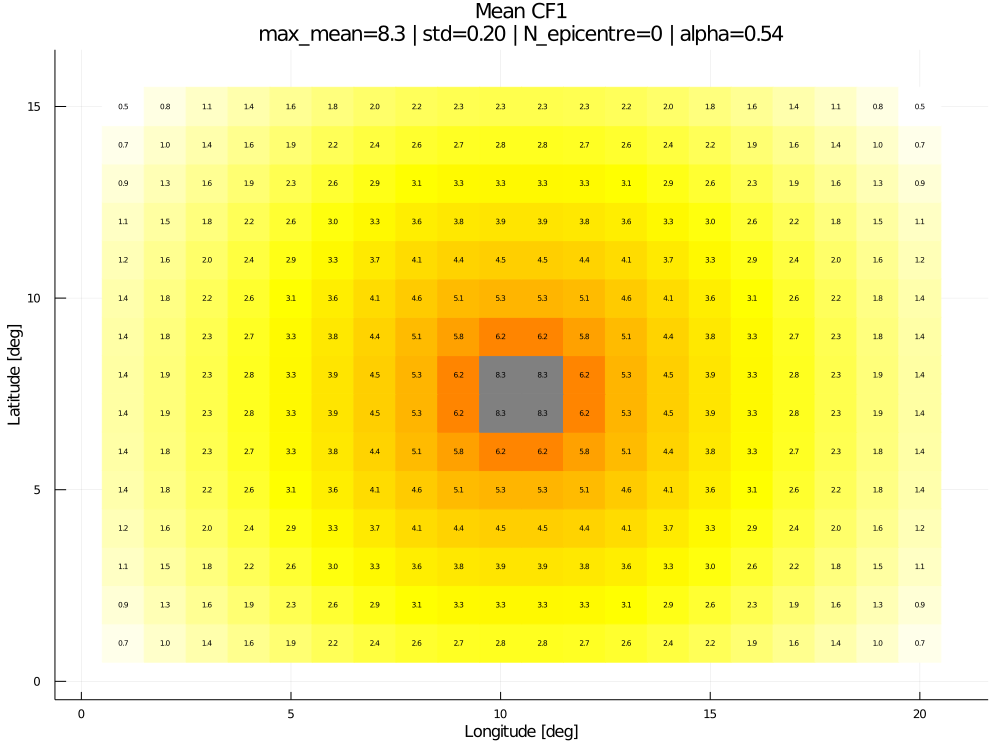 Mean CF1
max_mean=8.3 | std=0.20 | N_epicentre=0 | alpha=0.54
15 0.5 0.8 1.1 1.4 1.6 1.8 2.0 2.2 2.3 2.3 2.3 2.3 2.2 2.0 1.8 1.6 1.4 1.1 0.8 0.5
0.7 1.0 1.4 1.6 1.9 2.2 2.4 2.6 2.7 2.8 2.8 2.7 2.6 2.4 2.2 1.9 1.6 1.4 1.0 0.7
0.9 1.3 1.6 1.9 2.3 2.6 2.9 3.1 3.3 3.3 3.3 3.3 3.1 2.9 2.6 2.3 1.9 1.6 1.3 0.9
1.1 1.5 1.8 2.2 2.6 3.0 3.3 3.6 3.8 3.9 3.9 3.8 3.6 3.3 3.0 2.6 2.2 1.8 1.5 1.1
1.2 1.6 2.0 2.4 2.9 3.3 3.7 4.1 4.4 4.5 4.5 4.4 4.1 3.7 3.3 2.9 2.4 2.0 1.6 1.2
10 1.4 1.8 2.2 2.6 3.1 3.6 4.1 4.6 5.1 5.3 5.3 5.1 4.6 4.1 3.6 3.1 2.6 2.2 1.8 1.4
1.4 1.8 2.3 2.7 3.3 3.8 4.4 5.1 5.8 6.2 6.2 5.8 5.1 4.4 3.8 3.3 2.7 2.3 1.8 1.4
1.4 1.9 2.3 2.8 3.3 3.9 4.5 5.3 6.2 8.3 8.3 6.2 5.3 4.5 3.9 3.3 2.8 2.3 1.9 1.4
Latitude [deg]
1.4 1.9 2.3 2.8 3.3 3.9 4.5 5.3 6.2 8.3 8.3 6.2 5.3 4.5 3.9 3.3 2.8 2.3 1.9 1.4
1.4 1.8 2.3 2.7 3.3 3.8 4.4 5.1 5.8 6.2 6.2 5.8 5.1 4.4 3.8 3.3 2.7 2.3 1.8 1.4
5 1.4 1.8 2.2 2.6 3.1 3.6 4.1 4.6 5.1 5.3 5.3 5.1 4.6 4.1 3.6 3.1 2.6 2.2 1.8 1.4
1.2 1.6 2.0 2.4 2.9 3.3 3.7 4.1 4.4 4.5 4.5 4.4 4.1 3.7 3.3 2.9 2.4 2.0 1.6 1.2
1.1 1.5 1.8 2.2 2.6 3.0 3.3 3.6 3.8 3.9 3.9 3.8 3.6 3.3 3.0 2.6 2.2 1.8 1.5 1.1
0.9 1.3 1.6 1.9 2.3 2.6 2.9 3.1 3.3 3.3 3.3 3.3 3.1 2.9 2.6 2.3 1.9 1.6 1.3 0.9
0.7 1.0 1.4 1.6 1.9 2.2 2.4 2.6 2.7 2.8 2.8 2.7 2.6 2.4 2.2 1.9 1.6 1.4 1.0 0.7
0
0 5 10 15 20
Longitude [deg]